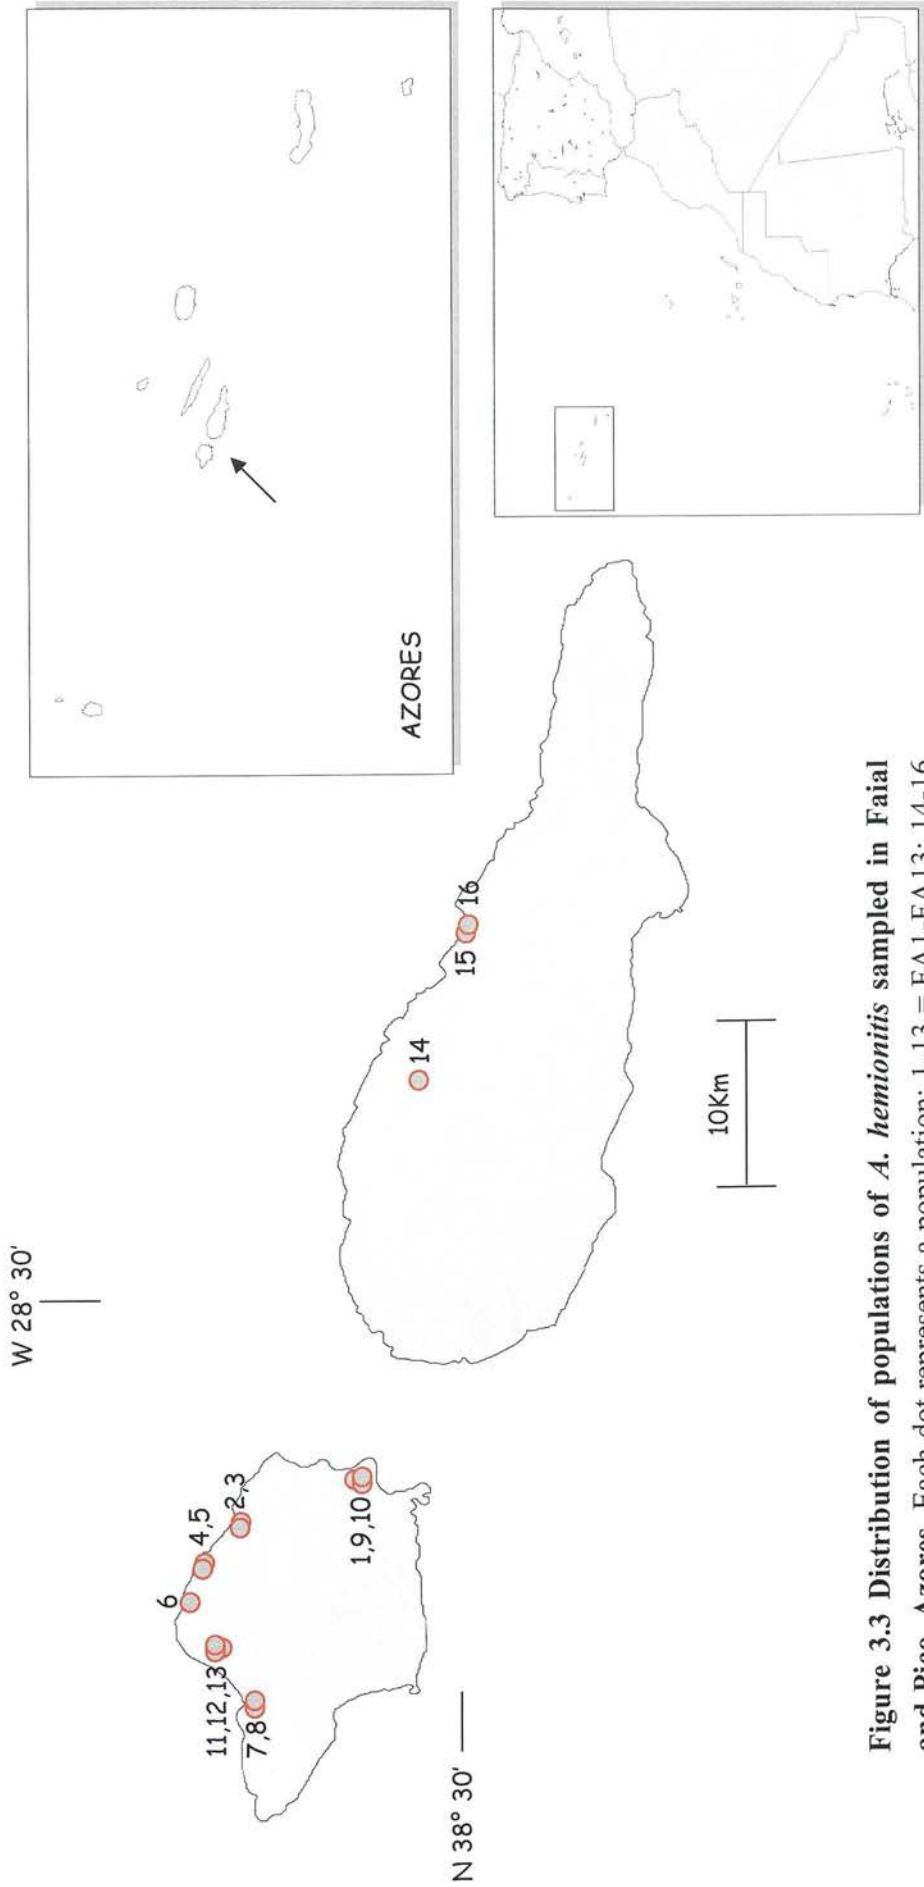 W 28° 30'
AZORES
6
4,5
2,3
11,12,13
7,8
1,9,10
N 38° 30'
14
15
16
10Km
Figure 3.3 Distribution of populations of A. hemionitis sampled in Faial
and Pico, Azores. Each dot represents a population: 1-13 = FA1-FA13; 14-16